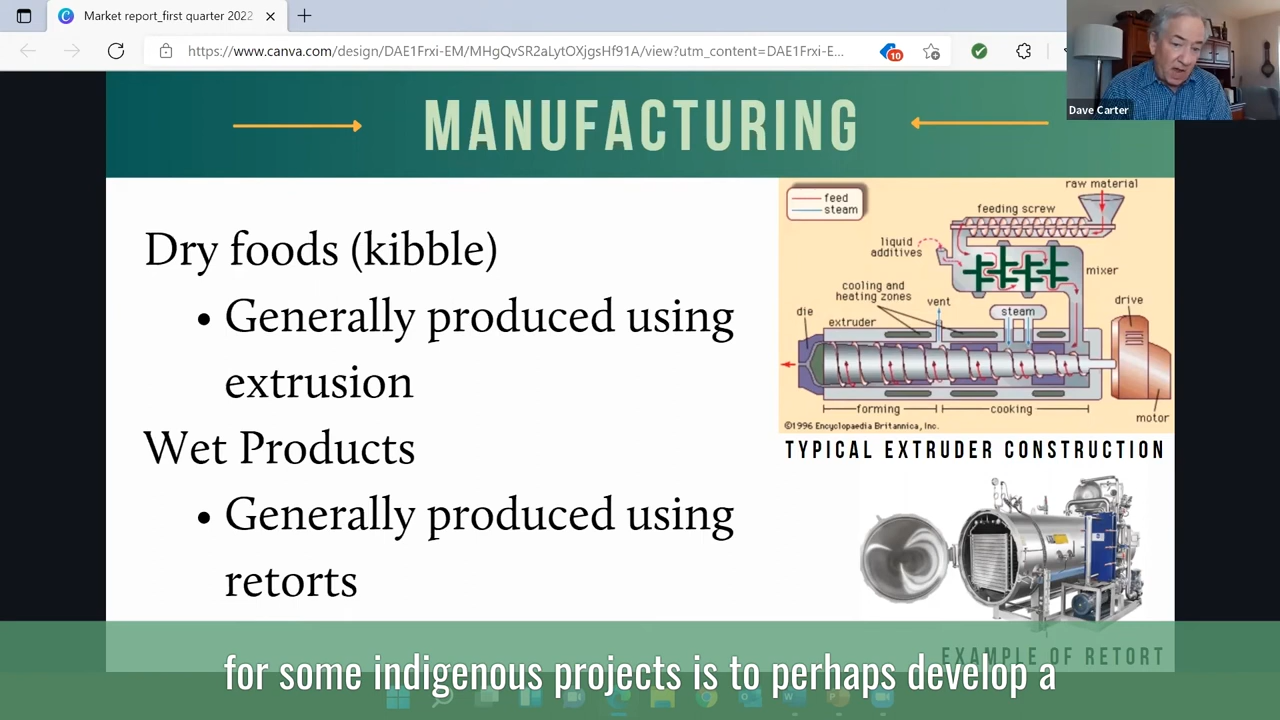 Market report_first quarter 2022
https://www.canva.com/design/DAE1Frxi-EM/MHgQvSR2aLytOXjgsHf91A/view?utm_content=DAE1Frxi-E...
10
Dave Carter
MANUFACTURING
Dry foods (kibble)
• Generally produced using
extrusion
Wet Products
• Generally produced using
retorts
feed
steam
raw material
feeding screw
liquid
additives
mixer
cooling and
heating zones
vent
steam
drive
die
extruder
forming
cooking
motor
©1996 Encyclopaedia Britannica, Inc.
TYPICAL EXTRUDER CONSTRUCTION
EXAMPLE OF RETORT
for some indigenous projects is to perhaps develop a